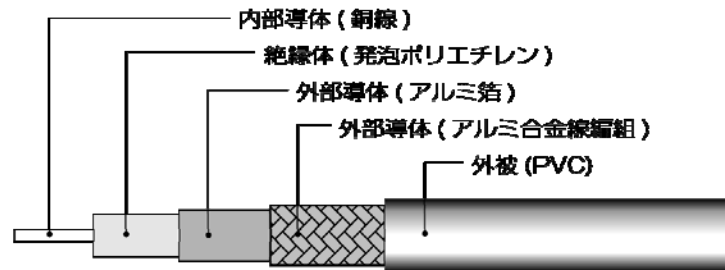 内部導体 ( 銅線 )
絶縁体 ( 発泡ポリエチレン )
外部導体 ( アルミ箔 )
外部導体 ( アルミ合金線編組 )
外被 (PVC)